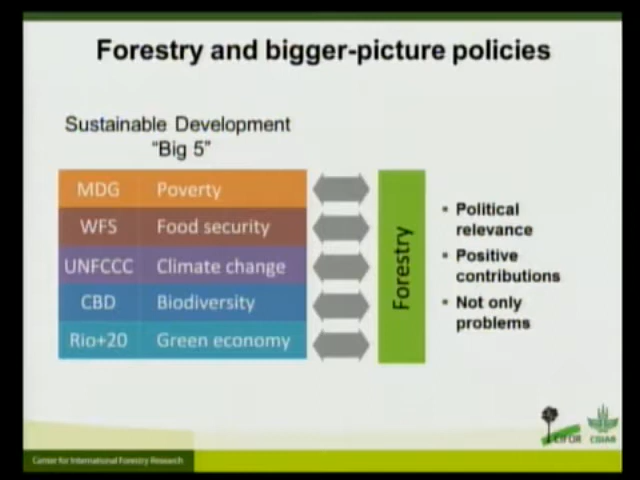 Forestry and bigger-picture policies
Sustainable Development
"Big 5"
MDG Poverty
WFS Food security
UNFCCC Climate change
CBD Biodiversity
Rio+20 Green economy
Forestry
▪ Political
relevance
▪ Positive
contributions
▪ Not only
problems
CIFOR
CGIAR
Center for International Forestry Research